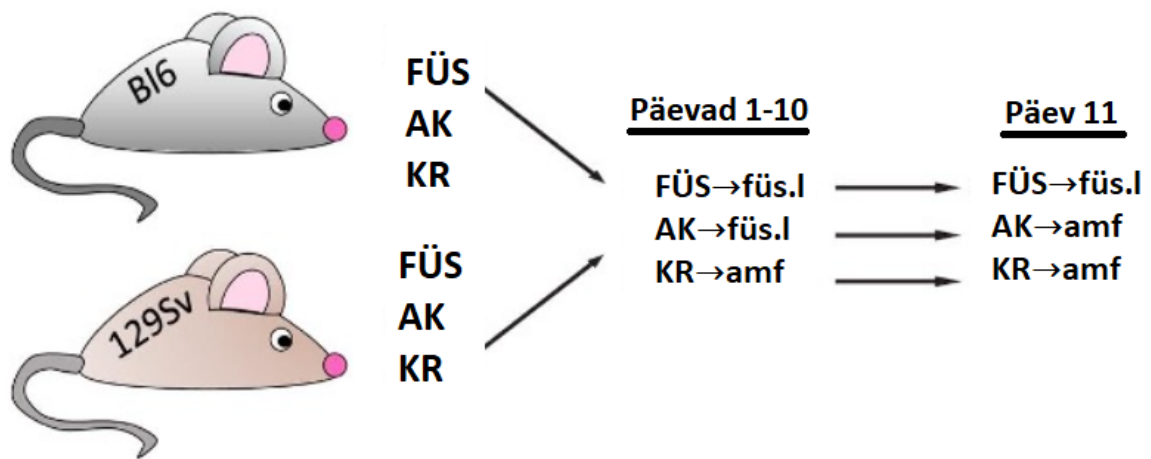 Bl6
FÜS
AK
KR
129Sv
FÜS
AK
KR
Päevad 1-10
FÜS→füs.l
AK→füs.l
KR→amf
Päev 11
FÜS→füs.l
AK→amf
KR→amf